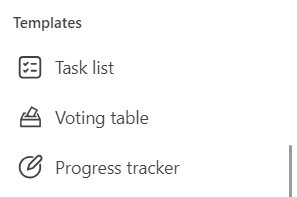 Templates
Task list
Voting table
Progress tracker